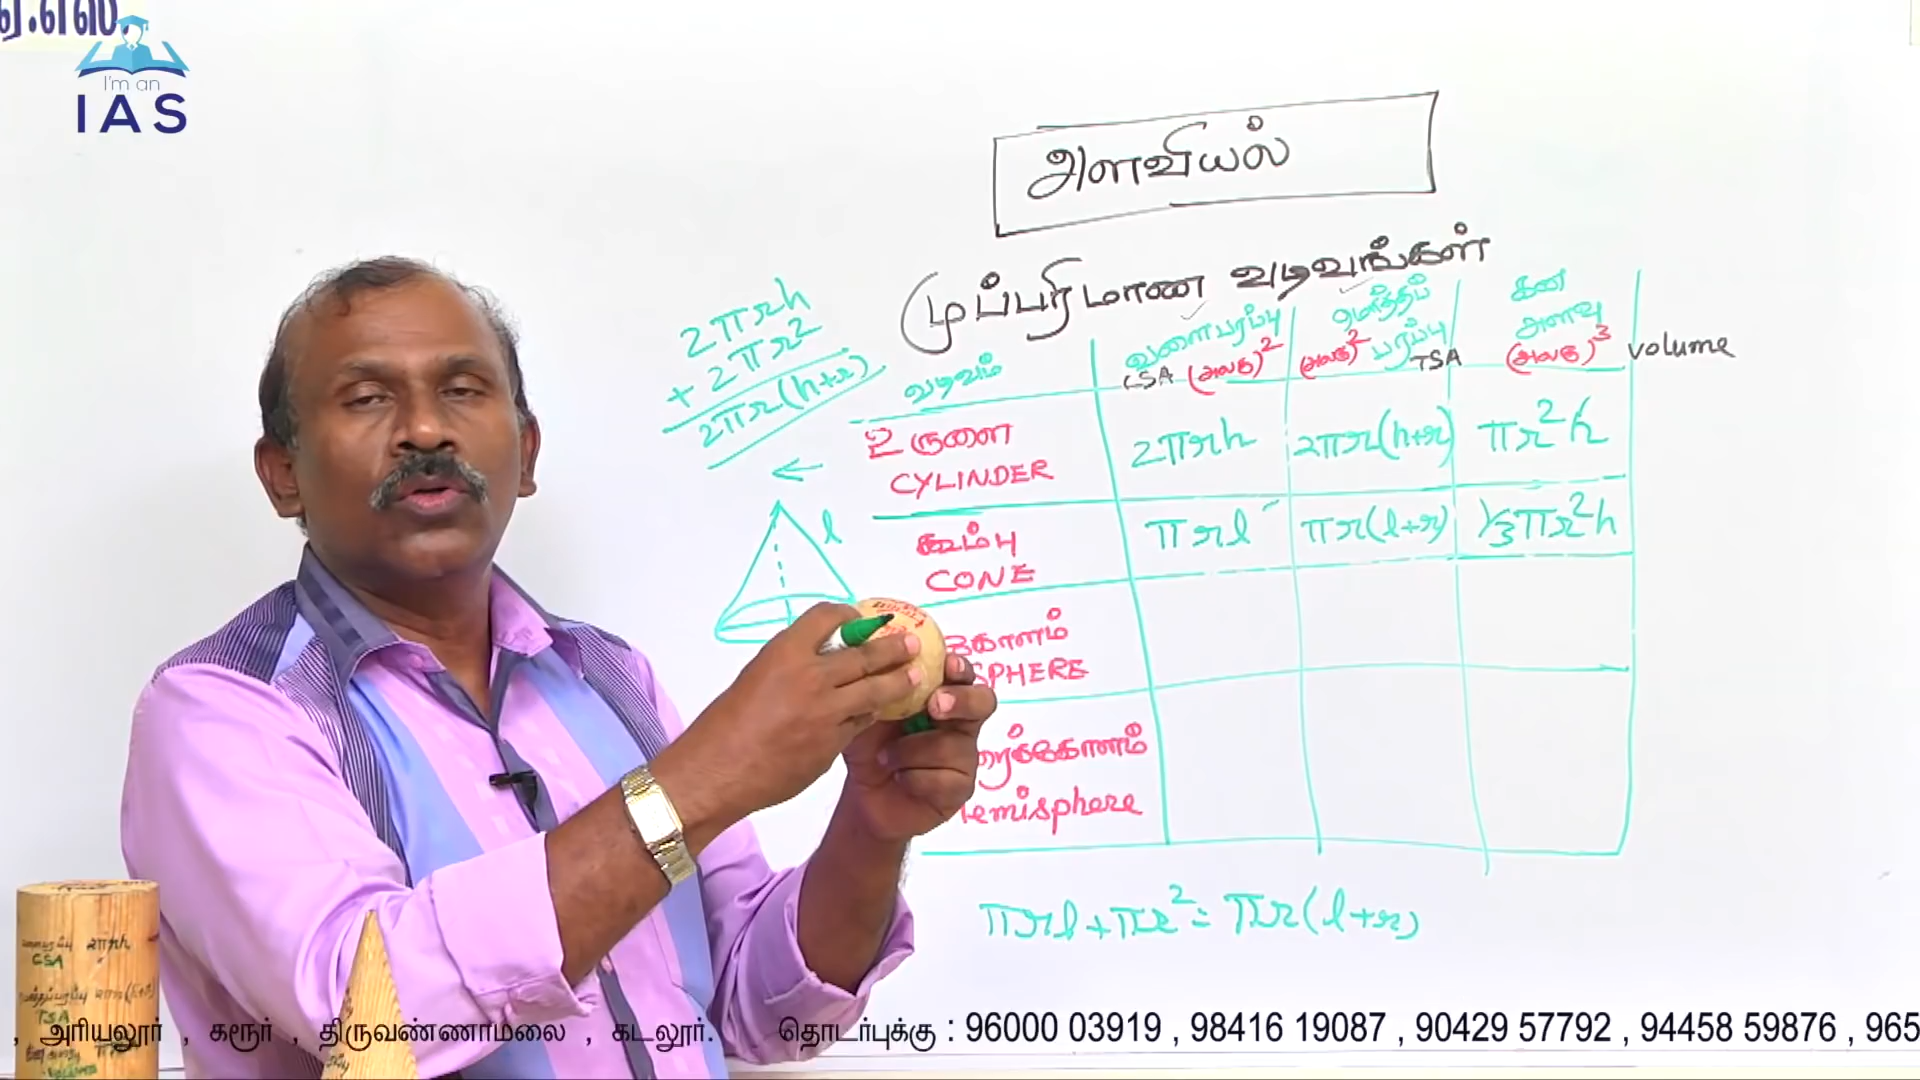 ஏ.எஸ்.
I'm an
IAS
அளவியல்
முப்பரிமாண வடிவங்கள்
2πrh
+ 2πr²
2πr(h+r)
வடிவம்
வளைபரப்பு
CSA (அலகு)²
மொத்தப்
(அலகு)² பரப்பு
TSA
கன
அளவு
(அலகு)³
volume
உருளை
CYLINDER
2πrh
2πr(h+r)
πr²h
l
கூம்பு
CONE
πrl
πr(l+r)
⅓πr²h
கோளம்
SPHERE
ரைக்கோளம்
emisphere
πrl+πr² = πr(l+r)
2πrh
CSA
TSA
, அரியலூர் , கரூர் , திருவண்ணாமலை , கடலூர். தொடர்புக்கு : 96000 03919 , 98416 19087 , 90429 57792 , 94458 59876 , 965